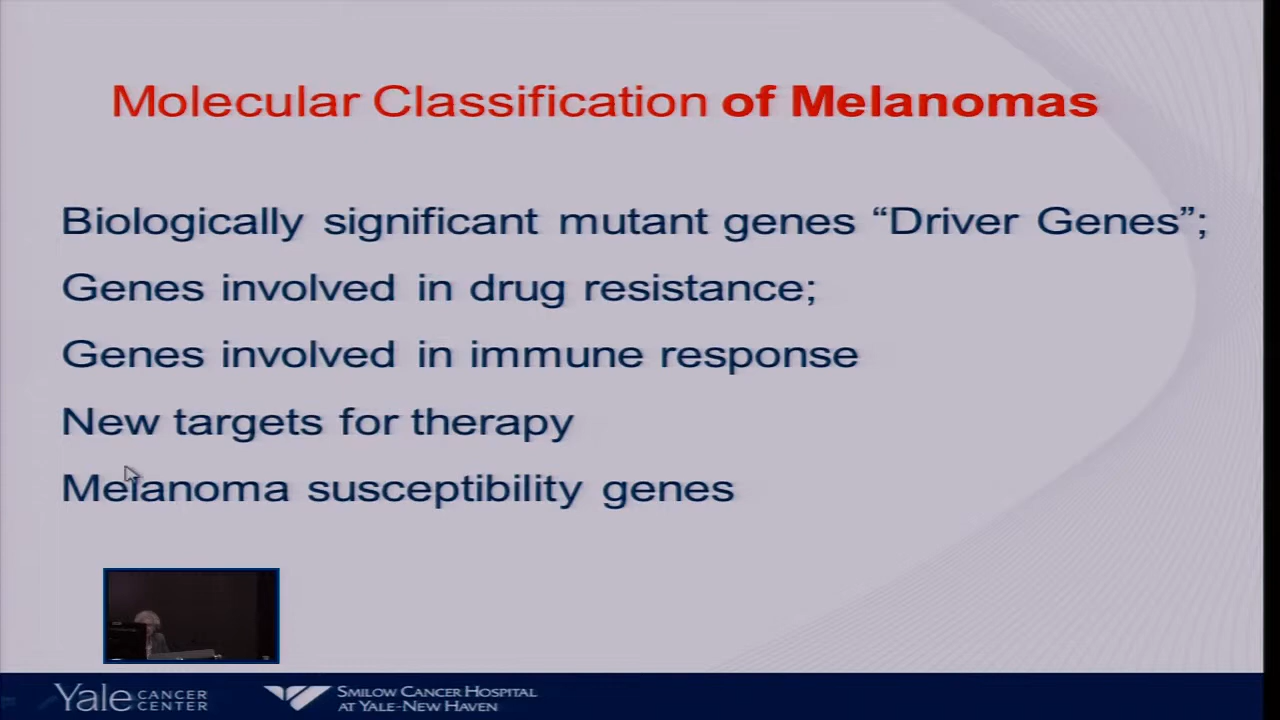 Molecular Classification of Melanomas
Biologically significant mutant genes “Driver Genes”;
Genes involved in drug resistance;
Genes involved in immune response
New targets for therapy
Melanoma susceptibility genes
Yale CANCER CENTER
SMILOW CANCER HOSPITAL
AT YALE-NEW HAVEN